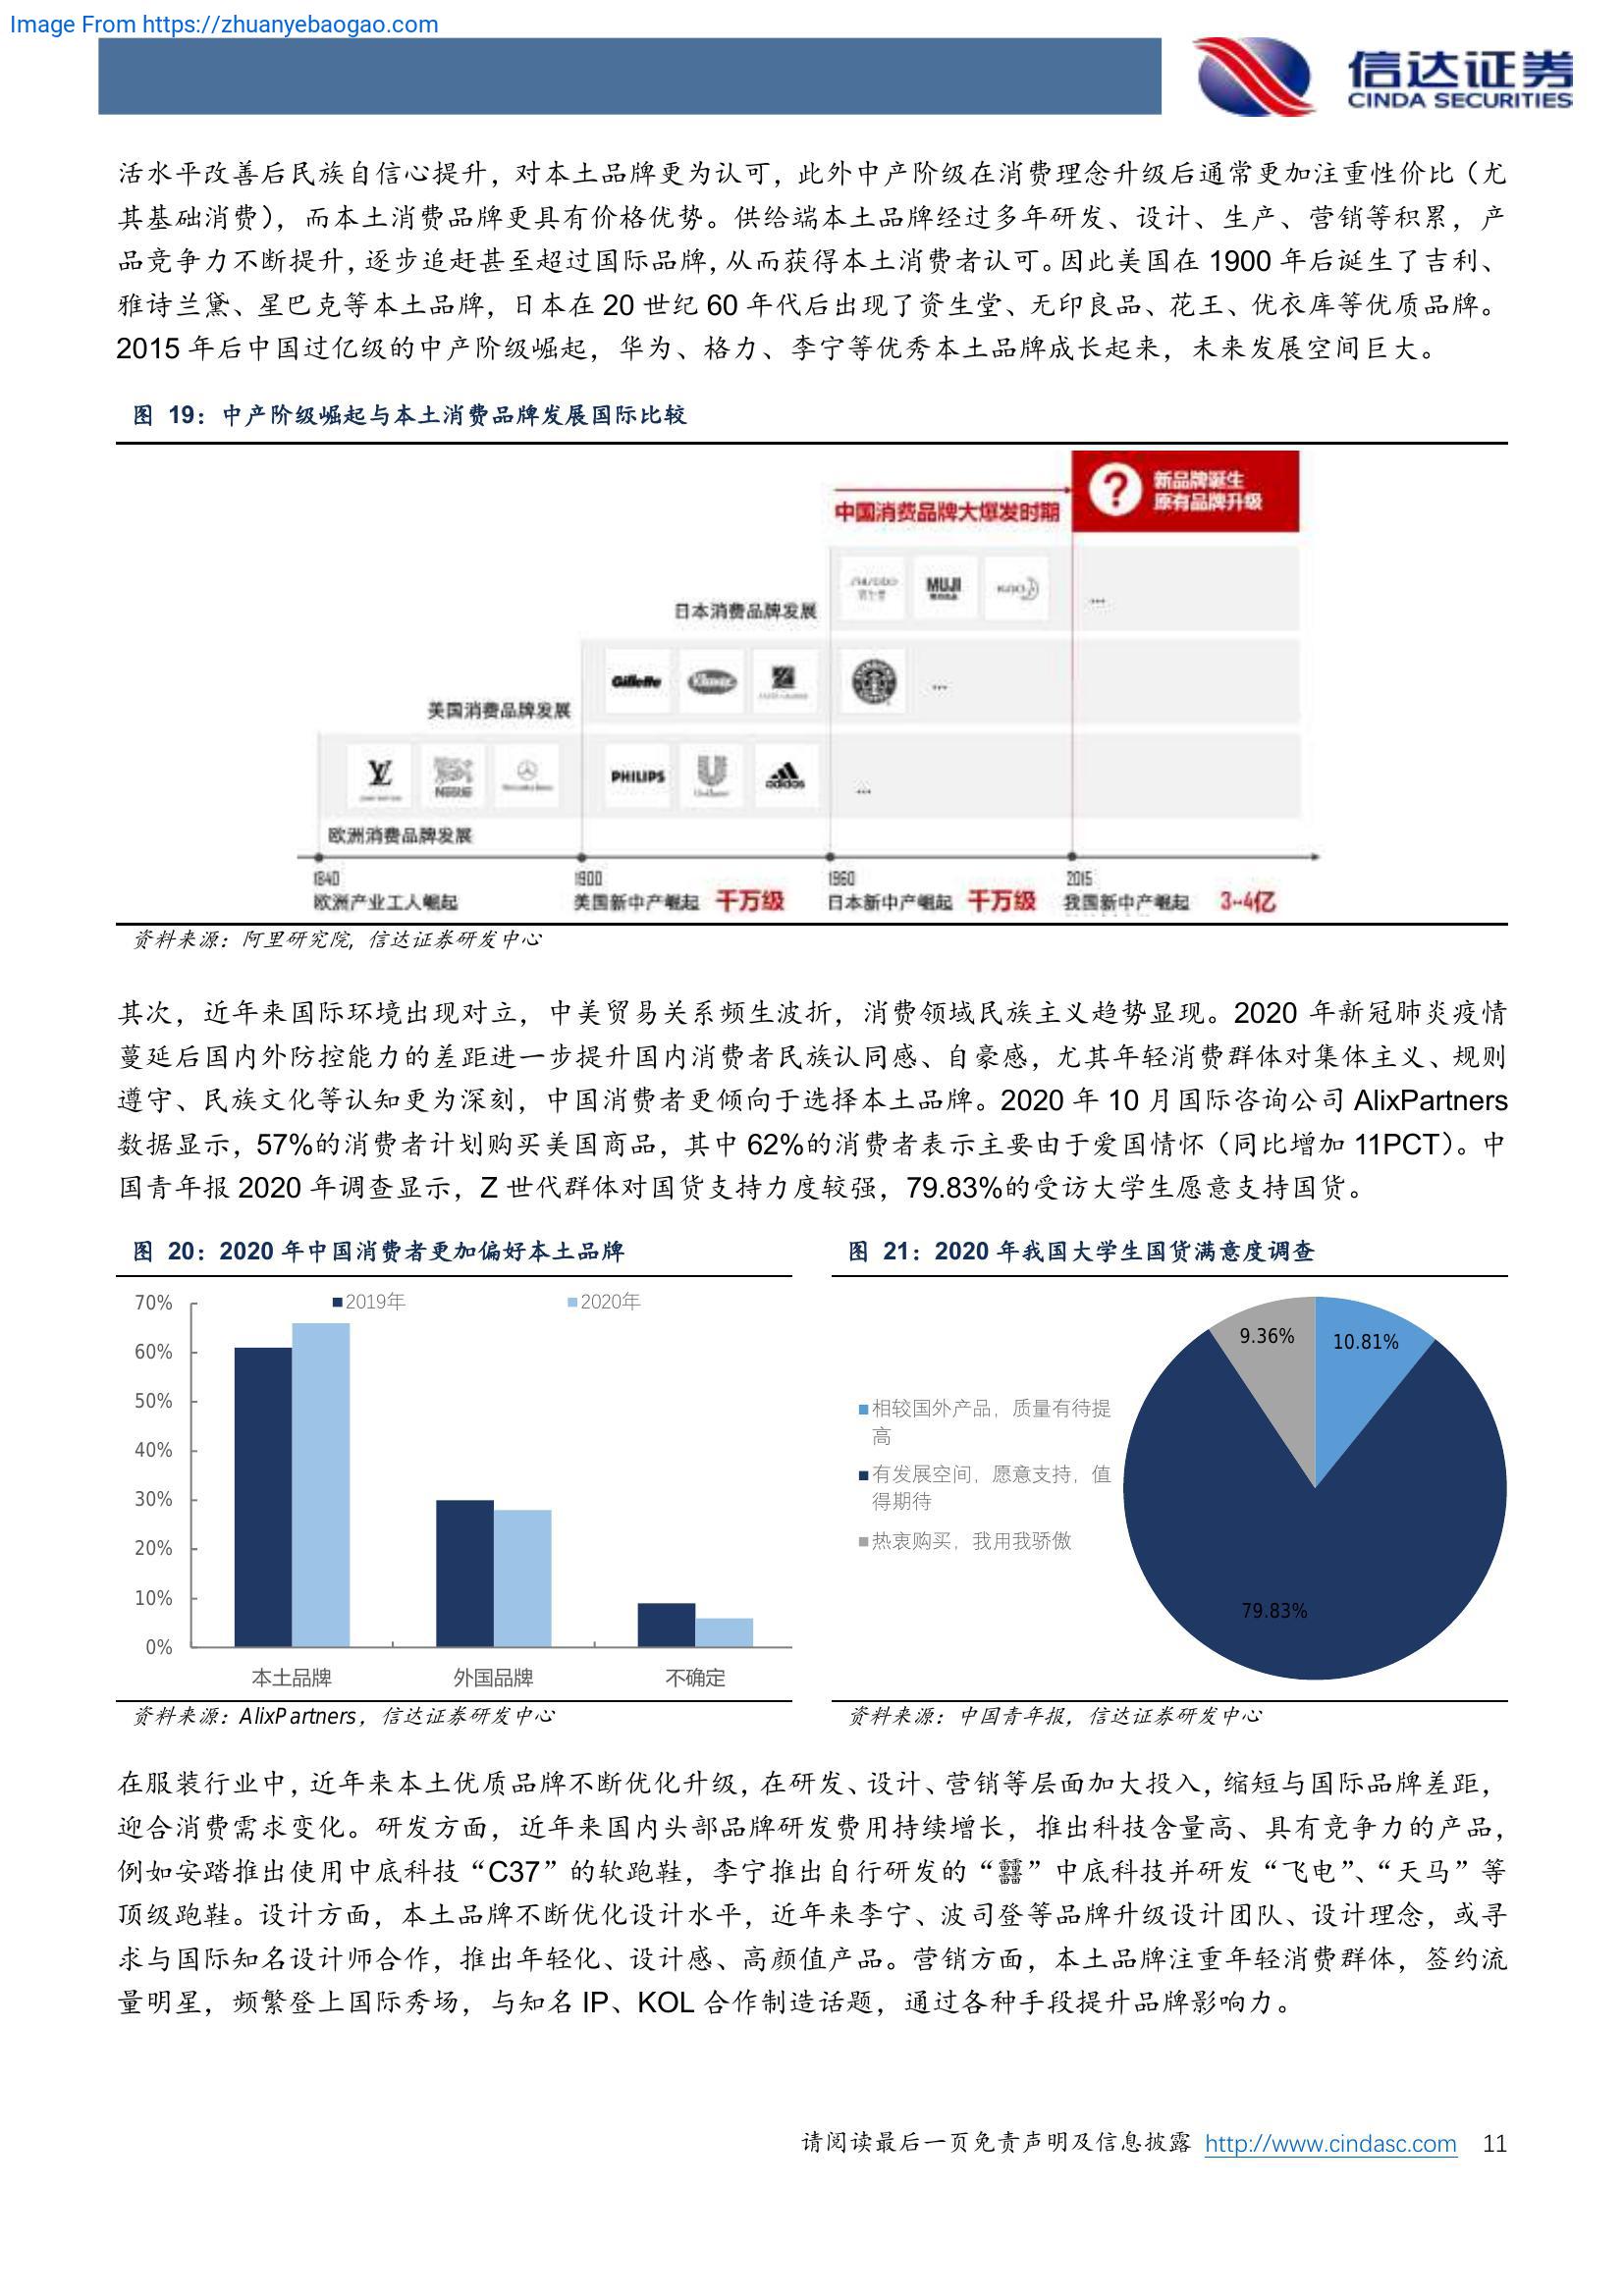 Image From https://zhuanyebaogao.com
信达证券
CINDA SECURITIES
活水平改善后民族自信心提升，对本土品牌更为认可，此外中产阶级在消费理念升级后通常更加注重性价比（尤
其基础消费），而本土消费品牌更具有价格优势。供给端本土品牌经过多年研发、设计、生产、营销等积累，产
品竞争力不断提升，逐步追赶甚至超过国际品牌，从而获得本土消费者认可。因此美国在 1900 年后诞生了吉利、
雅诗兰黛、星巴克等本土品牌，日本在 20 世纪 60 年代后出现了资生堂、无印良品、花王、优衣库等优质品牌。
2015 年后中国过亿级的中产阶级崛起，华为、格力、李宁等优秀本土品牌成长起来，未来发展空间巨大。
图 19：中产阶级崛起与本土消费品牌发展国际比较
?
新品牌诞生
原有品牌升级
中国消费品牌大爆发时期
MUJI
...
日本消费品牌发展
Gillette
...
美国消费品牌发展
Nestlé
PHILIPS
adidas
...
欧洲消费品牌发展
1840
1900
1960
2015
欧洲产业工人崛起
美国新中产崛起 千万级
日本新中产崛起 千万级
我国新中产崛起 3-4亿
资料来源：阿里研究院，信达证券研发中心
其次，近年来国际环境出现对立，中美贸易关系频生波折，消费领域民族主义趋势显现。2020 年新冠肺炎疫情
蔓延后国内外防控能力的差距进一步提升国内消费者民族认同感、自豪感，尤其年轻消费群体对集体主义、规则
遵守、民族文化等认知更为深刻，中国消费者更倾向于选择本土品牌。2020 年 10 月国际咨询公司 AlixPartners
数据显示，57%的消费者计划购买美国商品，其中 62%的消费者表示主要由于爱国情怀（同比增加 11PCT）。中
国青年报 2020 年调查显示，Z 世代群体对国货支持力度较强，79.83%的受访大学生愿意支持国货。
图 20：2020 年中国消费者更加偏好本土品牌
2019年
2020年
70%
60%
50%
40%
30%
20%
10%
0%
本土品牌
外国品牌
不确定
资料来源：AlixPartners，信达证券研发中心
图 21：2020 年我国大学生国货满意度调查
相较国外产品，质量有待提
高
有发展空间，愿意支持，值
得期待
热衷购买，我用我骄傲
9.36%
10.81%
79.83%
资料来源：中国青年报，信达证券研发中心
在服装行业中，近年来本土优质品牌不断优化升级，在研发、设计、营销等层面加大投入，缩短与国际品牌差距，
迎合消费需求变化。研发方面，近年来国内头部品牌研发费用持续增长，推出科技含量高、具有竞争力的产品，
例如安踏推出使用中底科技“C37”的软跑鞋，李宁推出自行研发的“䨻”中底科技并研发“飞电”、“天马”等
顶级跑鞋。设计方面，本土品牌不断优化设计水平，近年来李宁、波司登等品牌升级设计团队、设计理念，或寻
求与国际知名设计师合作，推出年轻化、设计感、高颜值产品。营销方面，本土品牌注重年轻消费群体，签约流
量明星，频繁登上国际秀场，与知名 IP、KOL 合作制造话题，通过各种手段提升品牌影响力。
请阅读最后一页免责声明及信息披露 http://www.cindasc.com 11